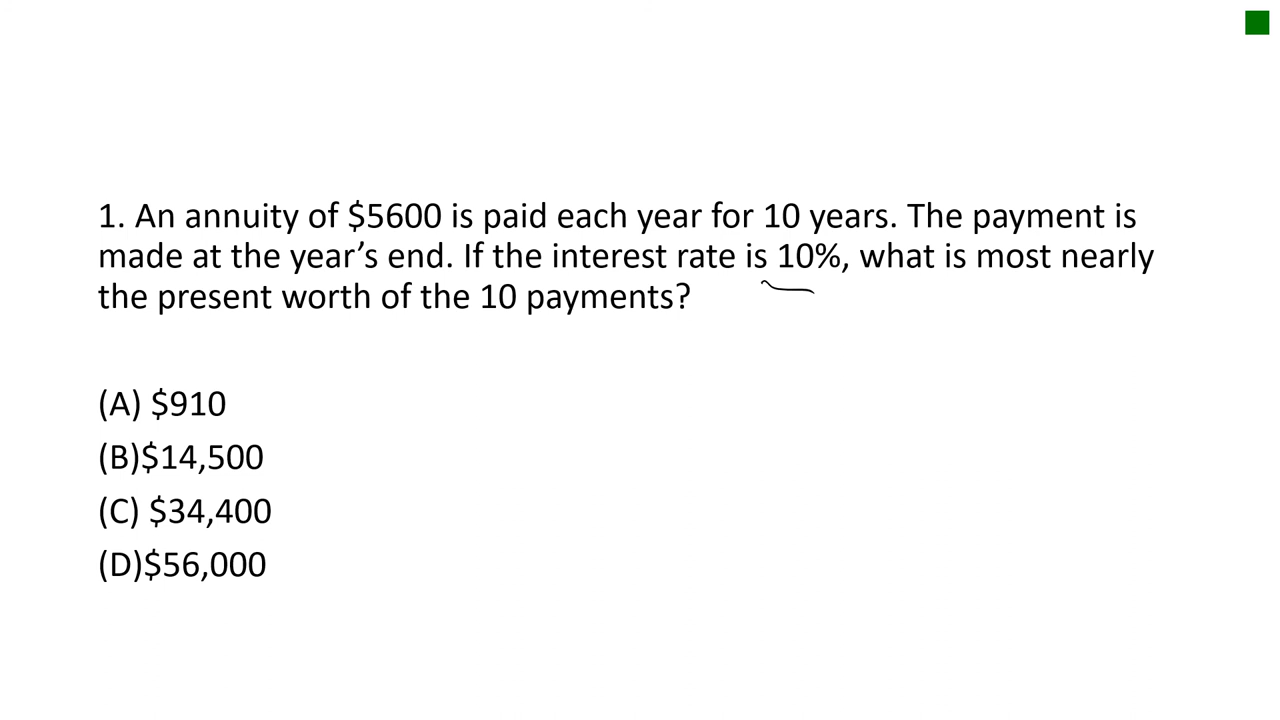 1. An annuity of $5600 is paid each year for 10 years. The payment is
made at the year’s end. If the interest rate is 10%, what is most nearly
the present worth of the 10 payments?
(A) $910
(B)$14,500
(C) $34,400
(D)$56,000